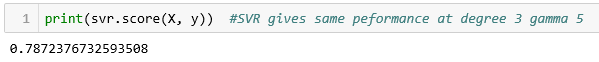 1 print(svr.score(X, y)) #SVR gives same peformance at degree 3 gamma 5
0.7872376732593508